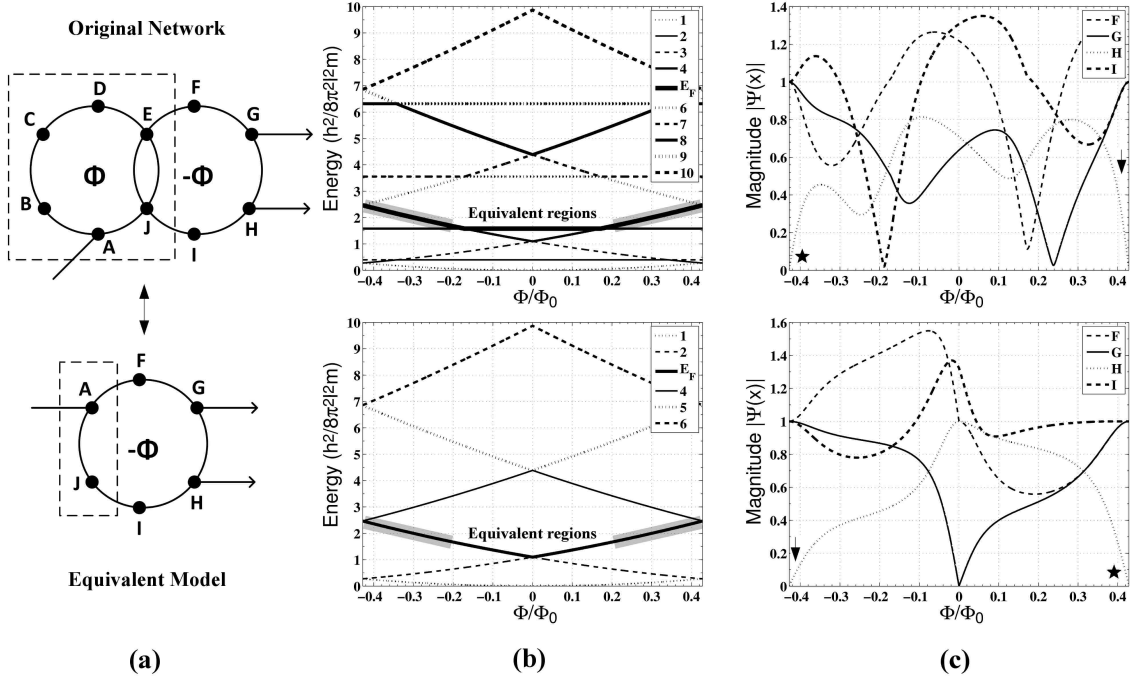 Original Network
D
F
C
E
G
Φ
-Φ
B
J
H
A
I
F
A
G
-Φ
J
H
I
Equivalent Model
(a)
Energy (h²/8π²l²m)
10
9
8
7
6
5
4
3
2
1
0
1
2
3
4
E_F
6
7
8
9
10
Equivalent regions
−0.4 −0.3 −0.2 −0.1 0 0.1 0.2 0.3 0.4
Φ/Φ₀
Energy (h²/8π²l²m)
10
9
8
7
6
5
4
3
2
1
0
1
2
E_F
4
5
6
Equivalent regions
−0.4 −0.3 −0.2 −0.1 0 0.1 0.2 0.3 0.4
Φ/Φ₀
(b)
Magnitude |Ψ(x)|
1.4
1.2
1
0.8
0.6
0.4
0.2
0
F
G
H
I
−0.4 −0.3 −0.2 −0.1 0 0.1 0.2 0.3 0.4
Φ/Φ₀
Magnitude |Ψ(x)|
1.6
1.4
1.2
1
0.8
0.6
0.4
0.2
0
F
G
H
I
−0.4 −0.3 −0.2 −0.1 0 0.1 0.2 0.3 0.4
Φ/Φ₀
(c)